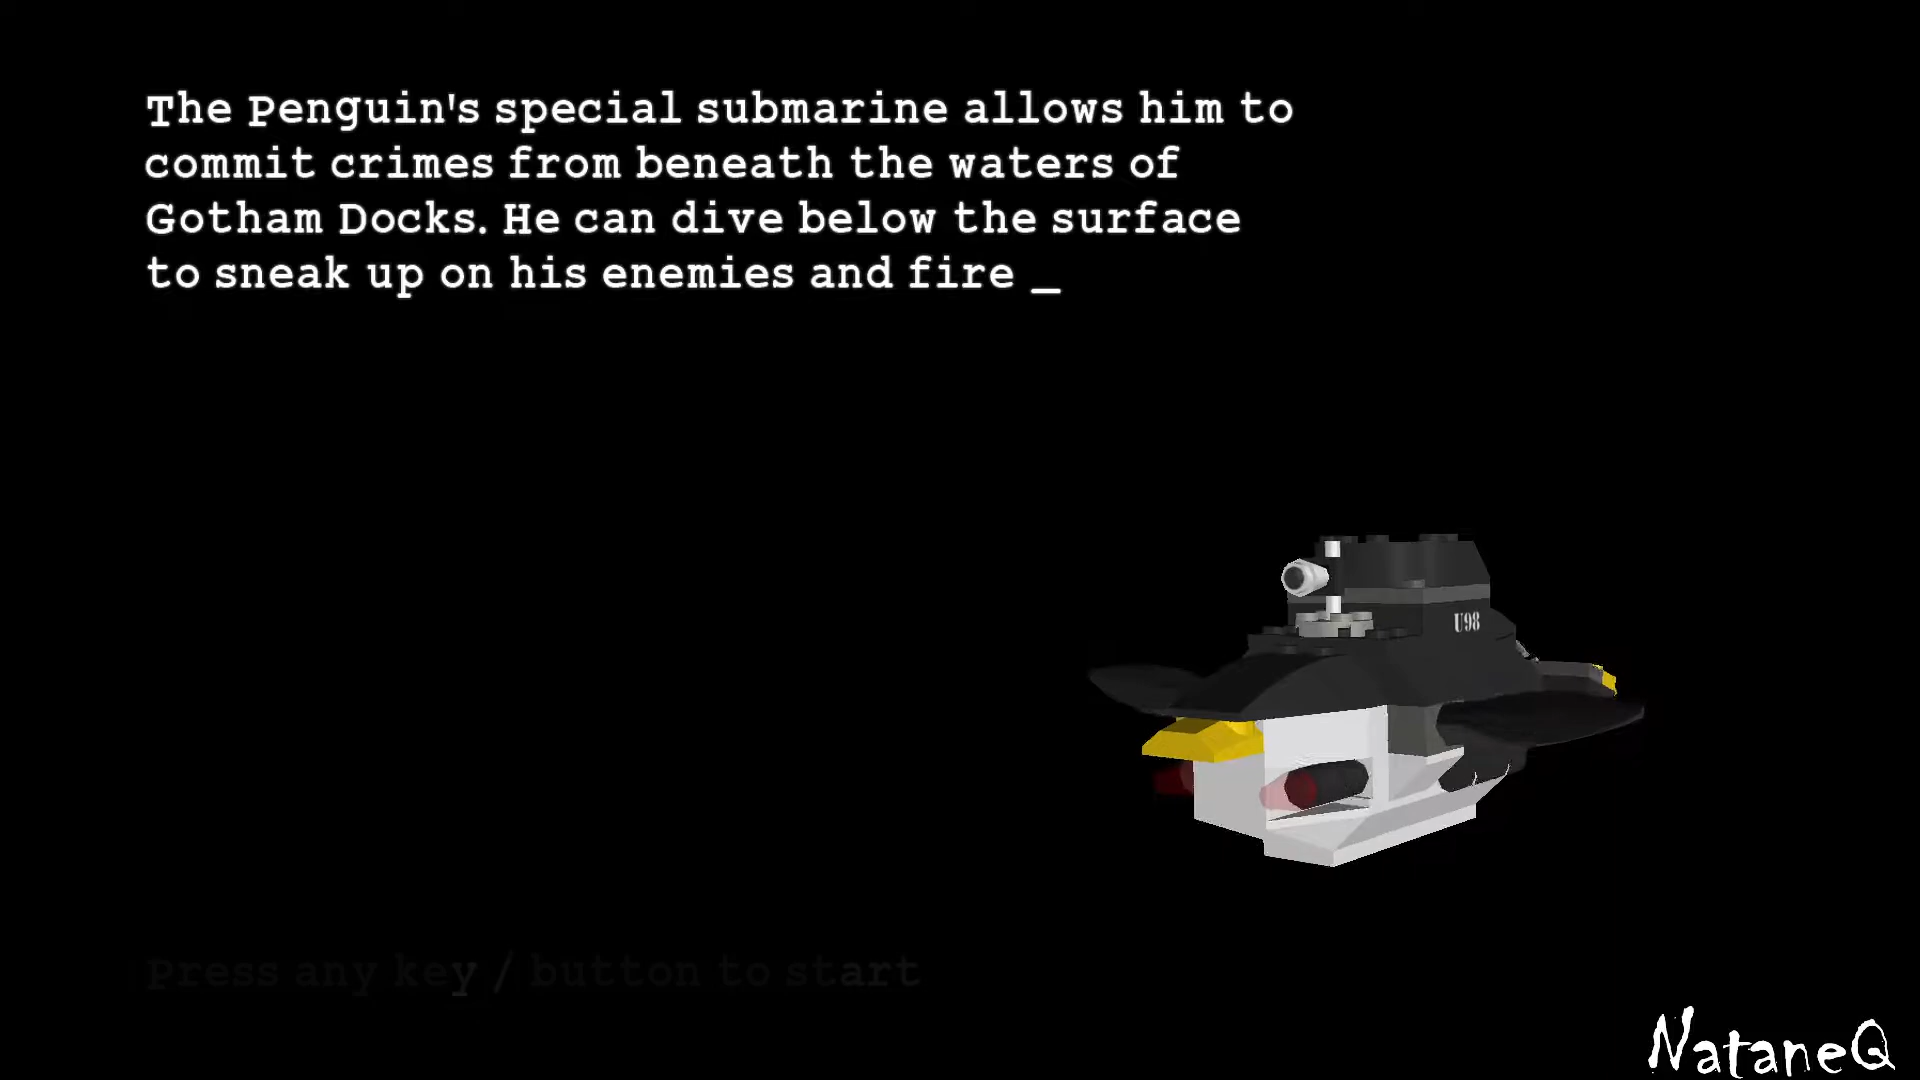 The Penguin's special submarine allows him to
commit crimes from beneath the waters of
Gotham Docks. He can dive below the surface
to sneak up on his enemies and fire _
U98
Press any key / button to start
NataneQ